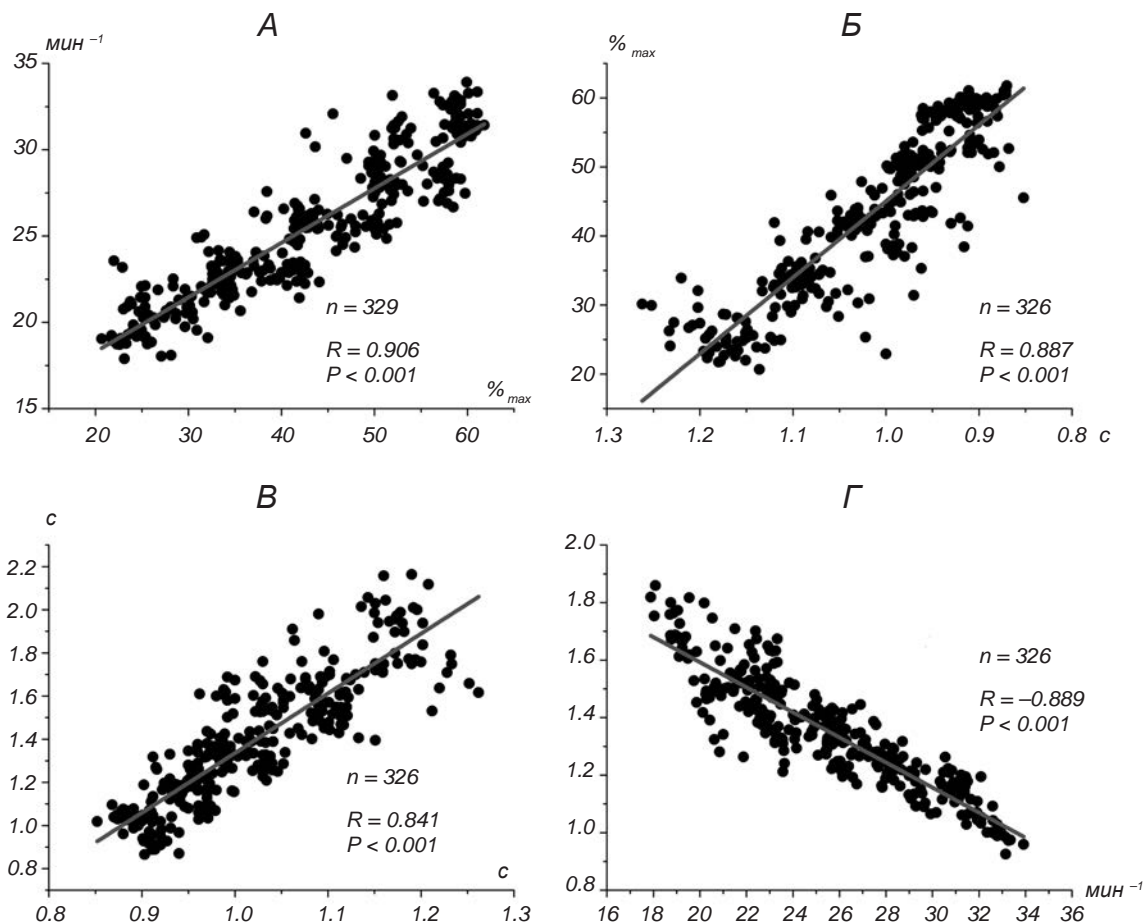 А
мин ⁻¹
35
30
25
20
15
n = 329
R = 0.906
P < 0.001
% max
20 30 40 50 60
Б
% max
60
50
40
30
20
n = 326
R = 0.887
P < 0.001
1.3 1.2 1.1 1.0 0.9 0.8 с
В
с
2.2
2.0
1.8
1.6
1.4
1.2
1.0
0.8
n = 326
R = 0.841
P < 0.001
с
0.8 0.9 1.0 1.1 1.2 1.3
Г
2.0
1.8
1.6
1.4
1.2
1.0
0.8
n = 326
R = –0.889
P < 0.001
мин ⁻¹
16 18 20 22 24 26 28 30 32 34 36